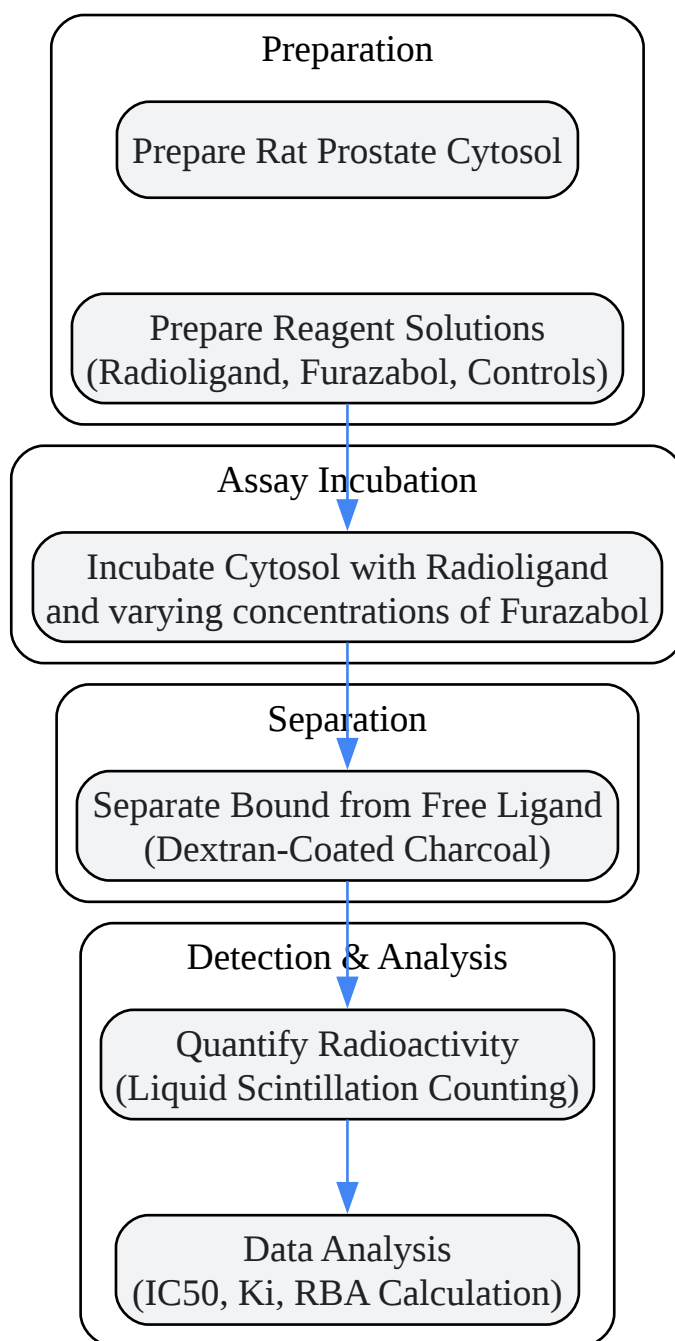 Preparation
Prepare Rat Prostate Cytosol
Prepare Reagent Solutions
(Radioligand, Furazabol, Controls)
Assay Incubation
Incubate Cytosol with Radioligand
and varying concentrations of Furazabol
Separation
Separate Bound from Free Ligand
(Dextran-Coated Charcoal)
Detection & Analysis
Quantify Radioactivity
(Liquid Scintillation Counting)
Data Analysis
(IC50, Ki, RBA Calculation)